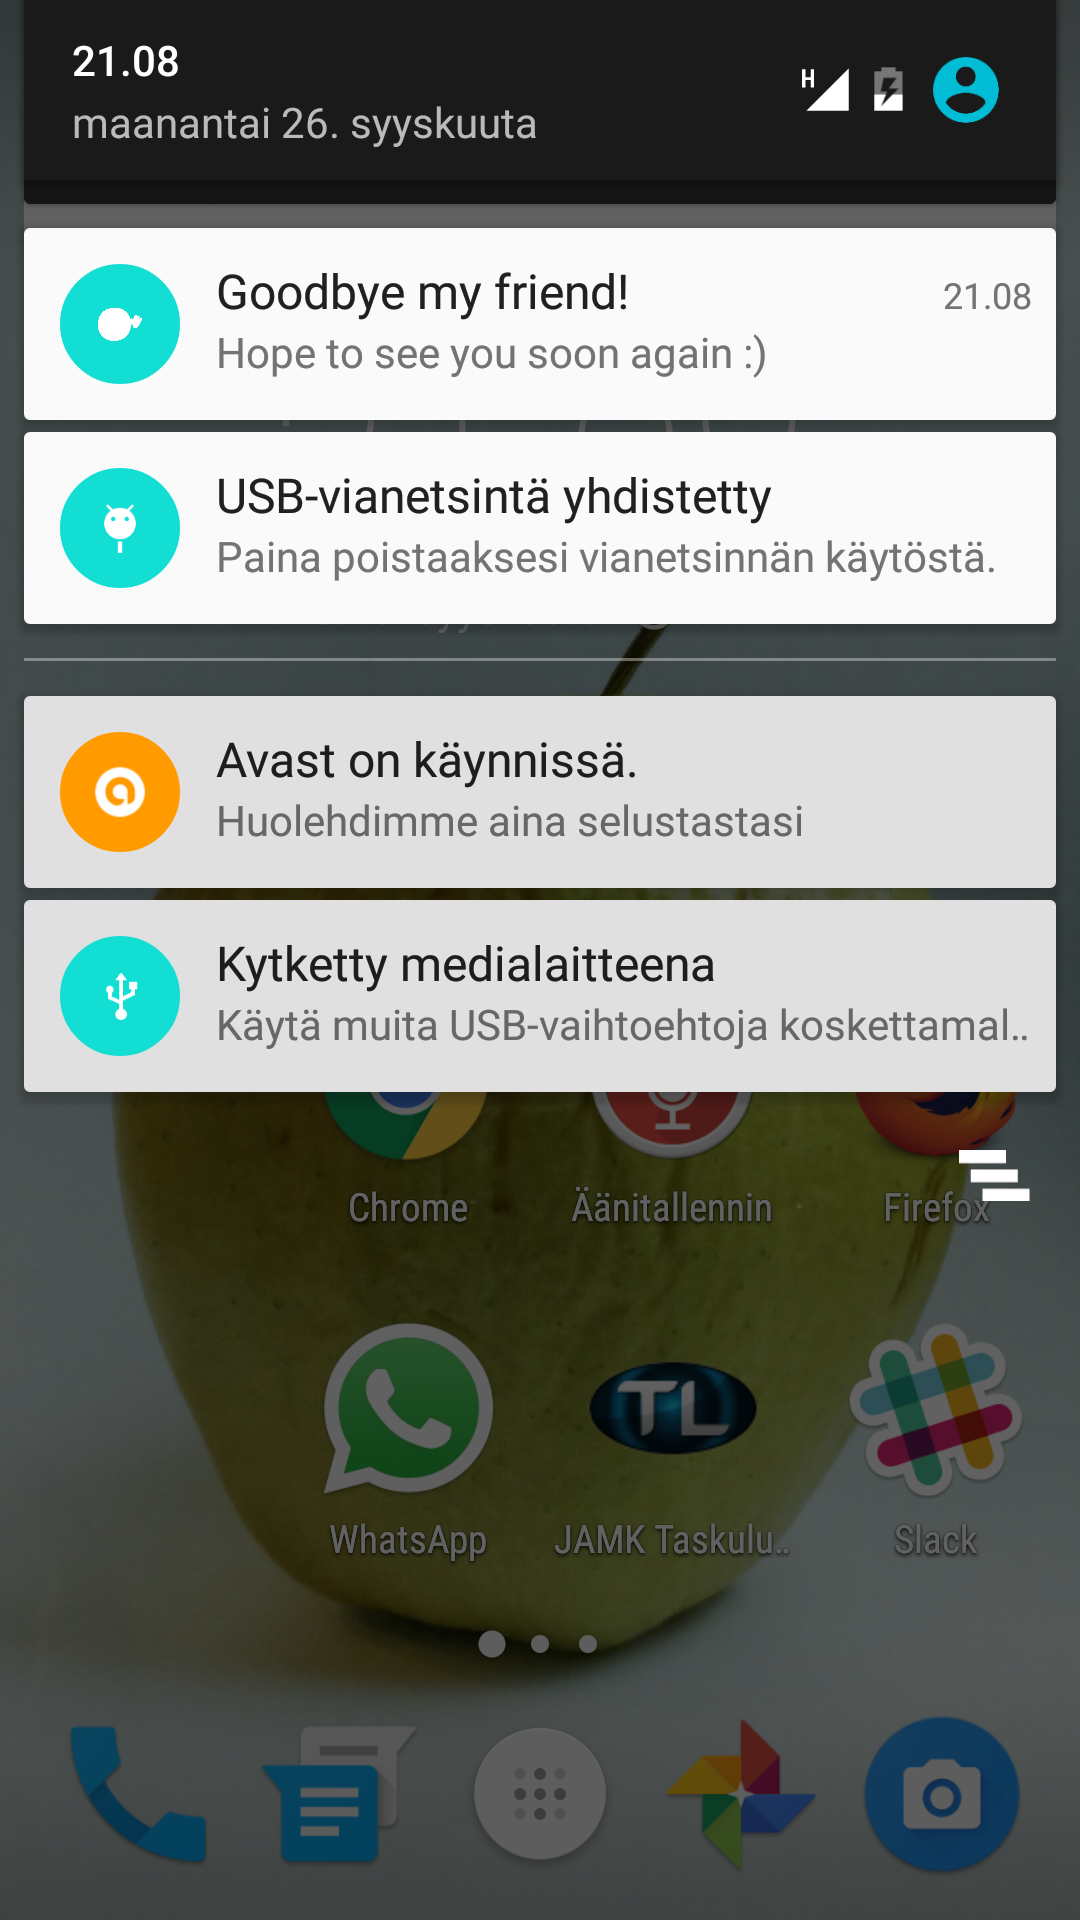 21.08
maanantai 26. syyskuuta
H
Goodbye my friend!
21.08
Hope to see you soon again :)
USB-vianetsintä yhdistetty
Paina poistaaksesi vianetsinnän käytöstä.
Avast on käynnissä.
Huolehdimme aina selustastasi
Kytketty medialaitteena
Käytä muita USB-vaihtoehtoja koskettamal..
Chrome
Äänitallennin
Firefox
TL
WhatsApp
JAMK Taskulu..
Slack